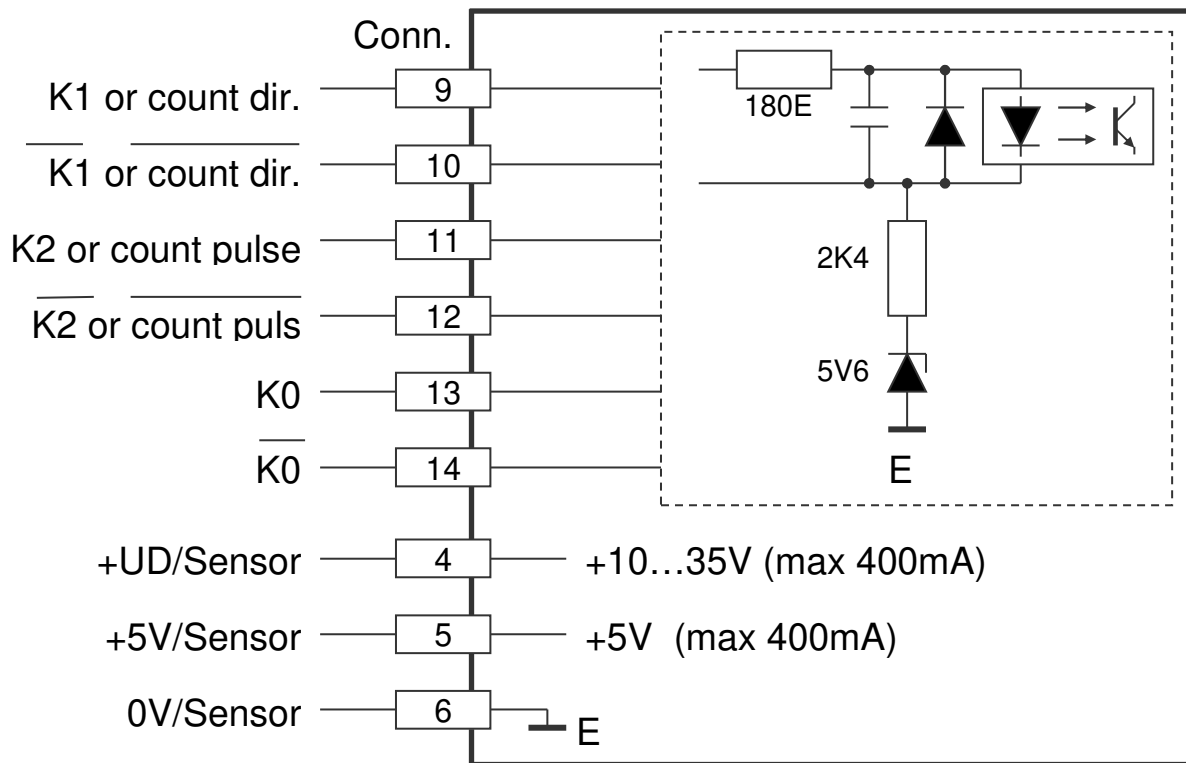 Conn.
K1 or count dir.
9
K1 or count dir.
10
K2 or count pulse
11
K2 or count puls
12
K0
13
K0
14
+UD/Sensor
4
+10…35V (max 400mA)
+5V/Sensor
5
+5V (max 400mA)
0V/Sensor
6
E
180E
2K4
5V6
E